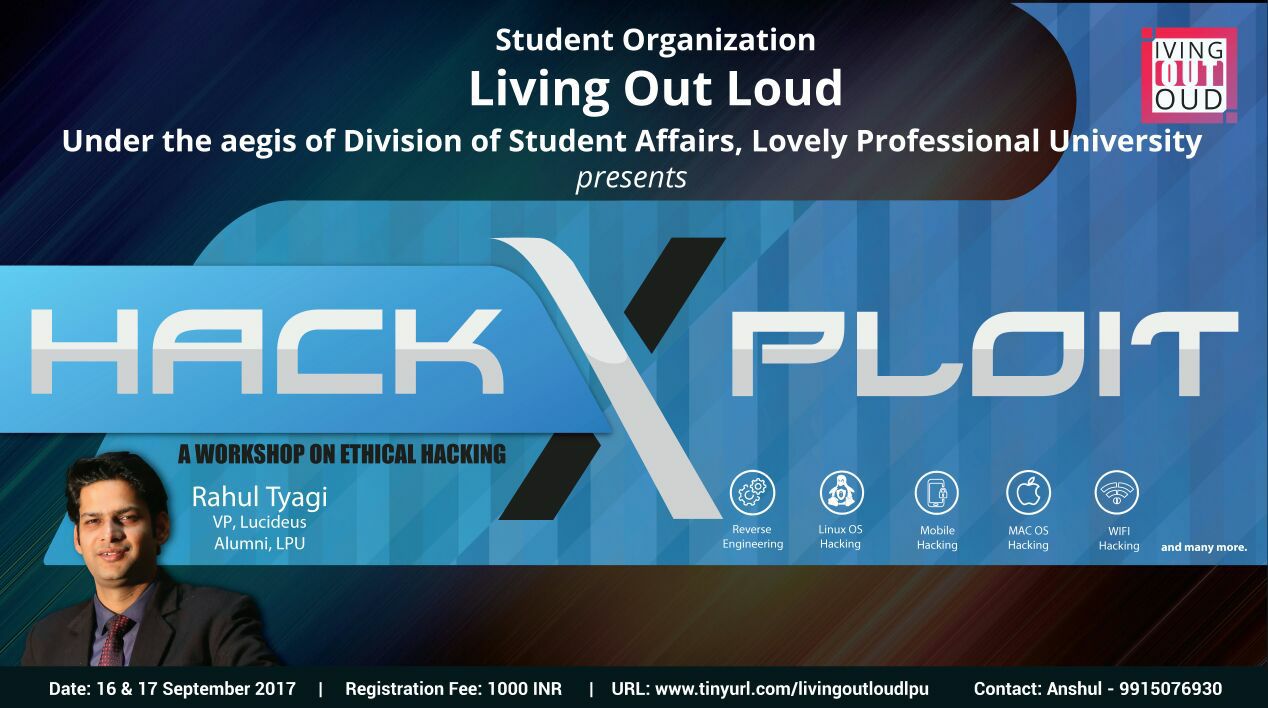 Student Organization
Living Out Loud
IVING
OUT
OUD
Under the aegis of Division of Student Affairs, Lovely Professional University
presents
HACK X PLOIT
A WORKSHOP ON ETHICAL HACKING
Rahul Tyagi
VP, Lucideus
Alumni, LPU
Reverse
Engineering
Linux OS
Hacking
Mobile
Hacking
MAC OS
Hacking
WIFI
Hacking
and many more.
Date: 16 & 17 September 2017 | Registration Fee: 1000 INR | URL: www.tinyurl.com/livingoutloudlpu Contact: Anshul - 9915076930